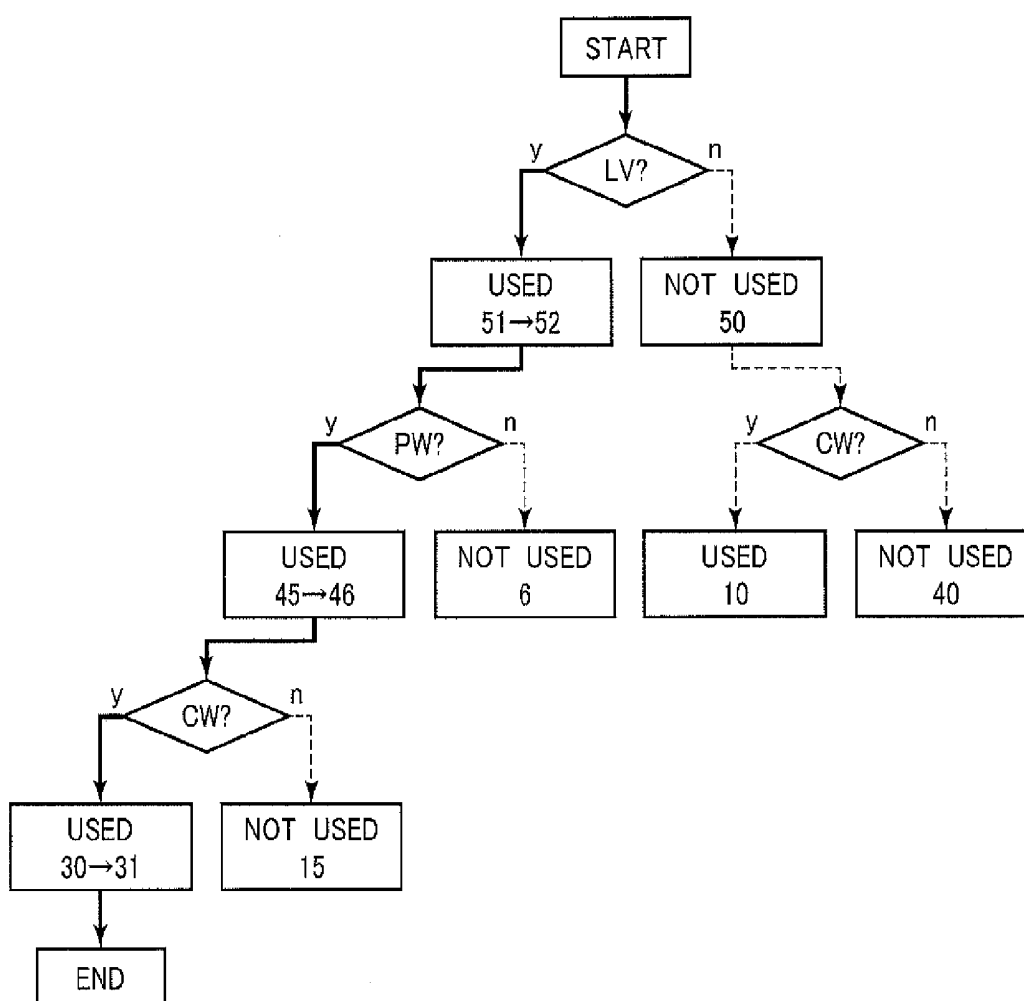 START
y
LV?
n
USED
51→52
NOT USED
50
y
PW?
n
y
CW?
n
USED
45→46
NOT USED
6
USED
10
NOT USED
40
y
CW?
n
USED
30→31
NOT USED
15
END